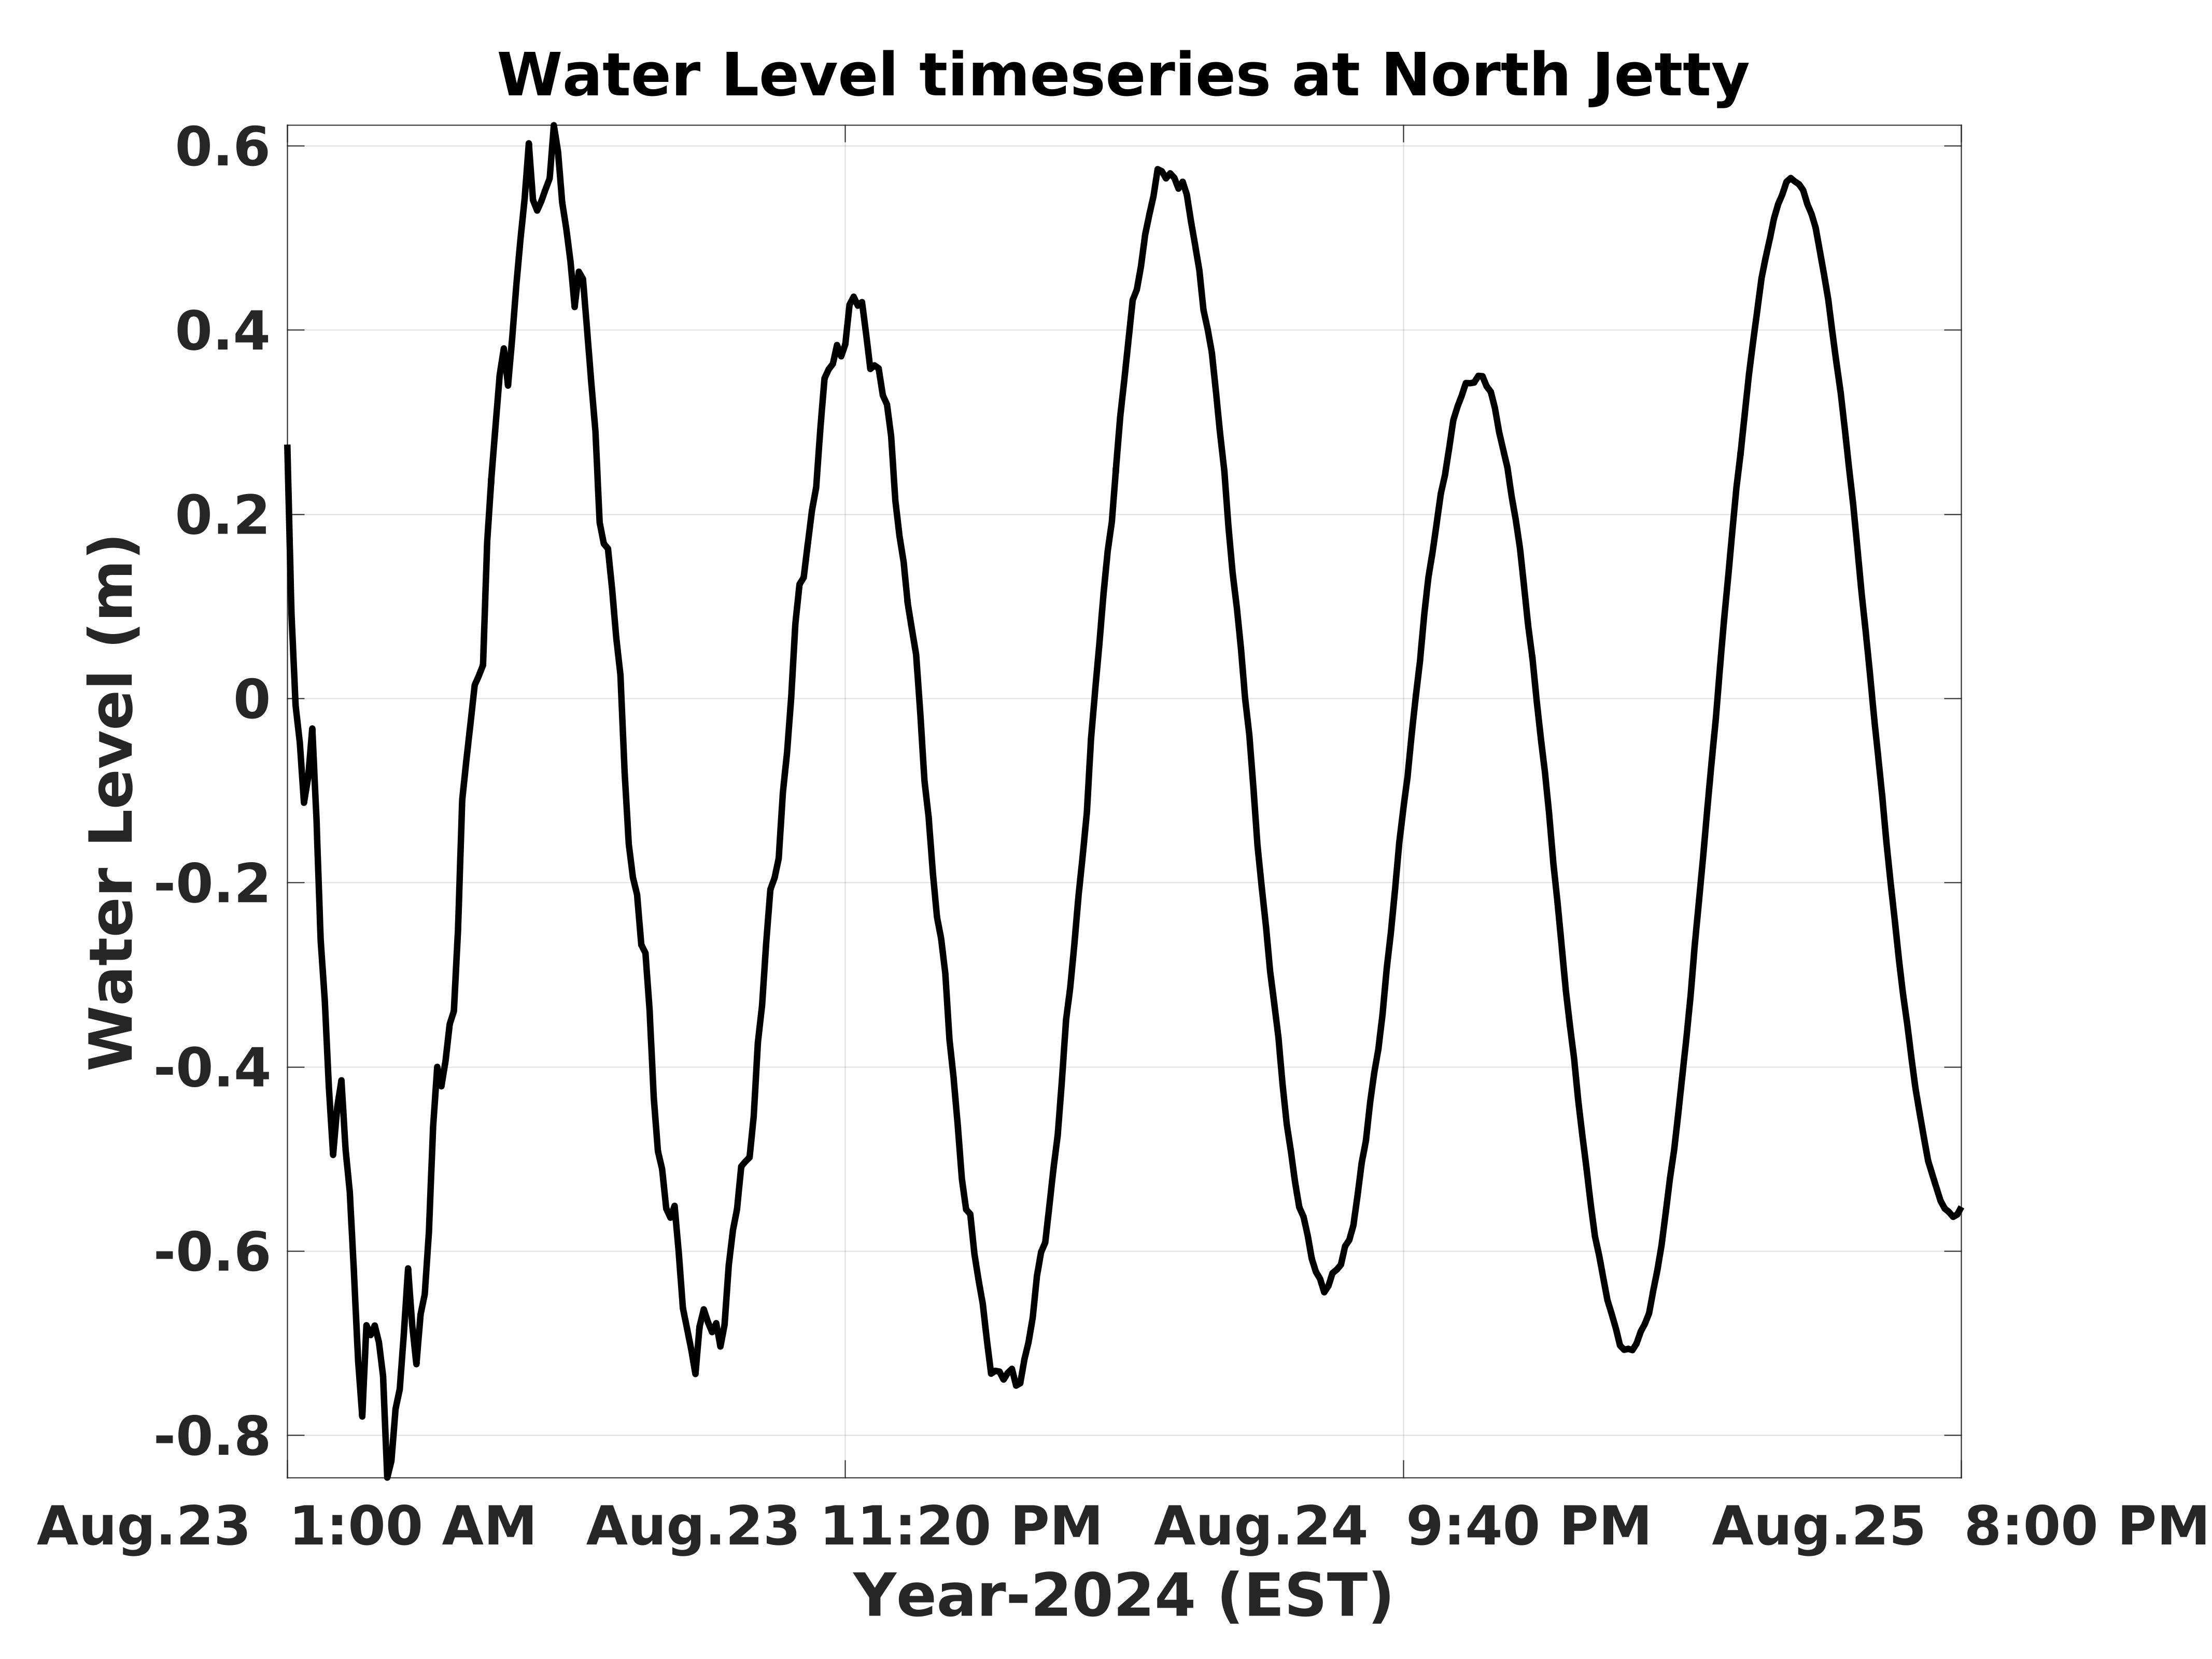 Water Level timeseries at North Jetty
0.6
0.4
0.2
0
-0.2
-0.4
-0.6
-0.8
Water Level (m)
Aug.23 1:00 AM Aug.23 11:20 PM Aug.24 9:40 PM Aug.25 8:00 PM
Year-2024 (EST)